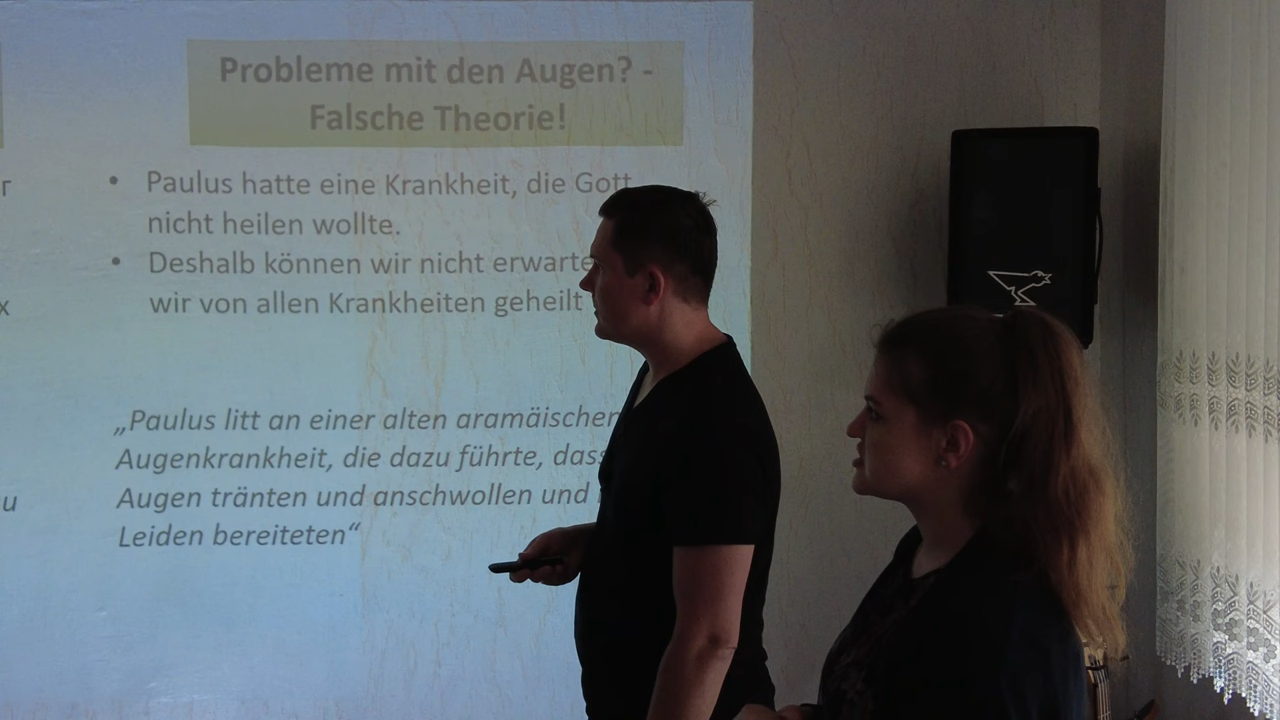 Probleme mit den Augen? -
Falsche Theorie!
• Paulus hatte eine Krankheit, die Gott
nicht heilen wollte.
• Deshalb können wir nicht
wir von allen Krankheiten geheilt
„Paulus litt an einer alten aramäischen
Augenkrankheit, die dazu führte, dass
Augen tränten und anschwollen und
Leiden bereiteten“